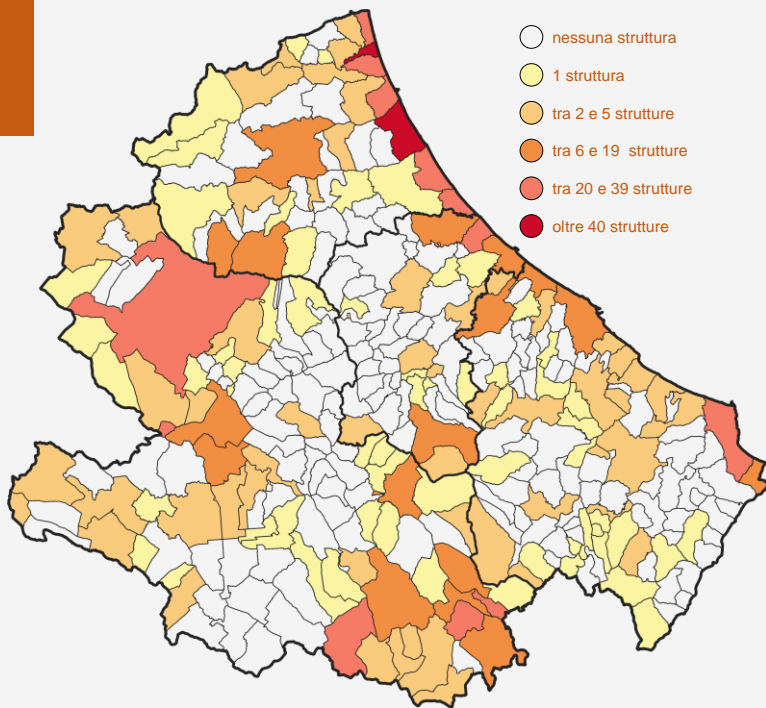 nessuna struttura
1 struttura
tra 2 e 5 strutture
tra 6 e 19 strutture
tra 20 e 39 strutture
oltre 40 strutture